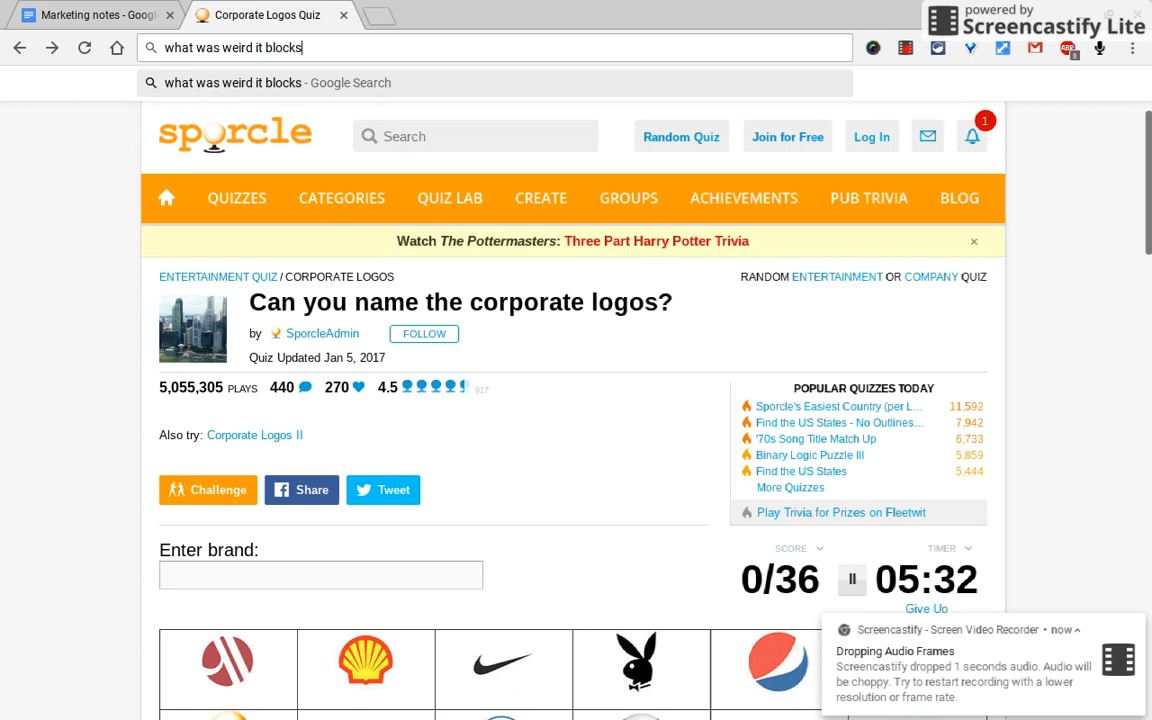 Marketing notes - Googl
Corporate Logos Quiz
powered by
Screencastify Lite
what was weird it blocks
what was weird it blocks - Google Search
ABP
sporcle
Search
Random Quiz
Join for Free
Log In
1
QUIZZES
CATEGORIES
QUIZ LAB
CREATE
GROUPS
ACHIEVEMENTS
PUB TRIVIA
BLOG
Watch The Pottermasters: Three Part Harry Potter Trivia
×
ENTERTAINMENT QUIZ / CORPORATE LOGOS
RANDOM ENTERTAINMENT OR COMPANY QUIZ
Can you name the corporate logos?
by SporcleAdmin
FOLLOW
Quiz Updated Jan 5, 2017
5,055,305 PLAYS 440 270 4.5 917
Also try: Corporate Logos II
Challenge
Share
Tweet
POPULAR QUIZZES TODAY
Sporcle's Easiest Country (per L... 11,592
Find the US States - No Outlines... 7,942
'70s Song Title Match Up 6,733
Binary Logic Puzzle III 5,859
Find the US States 5,444
More Quizzes
Play Trivia for Prizes on Fleetwit
Enter brand:
SCORE
TIMER
0/36
05:32
Give Up
Screencastify - Screen Video Recorder • now
Dropping Audio Frames
Screencastify dropped 1 seconds audio. Audio will
be choppy. Try to restart recording with a lower
resolution or frame rate.